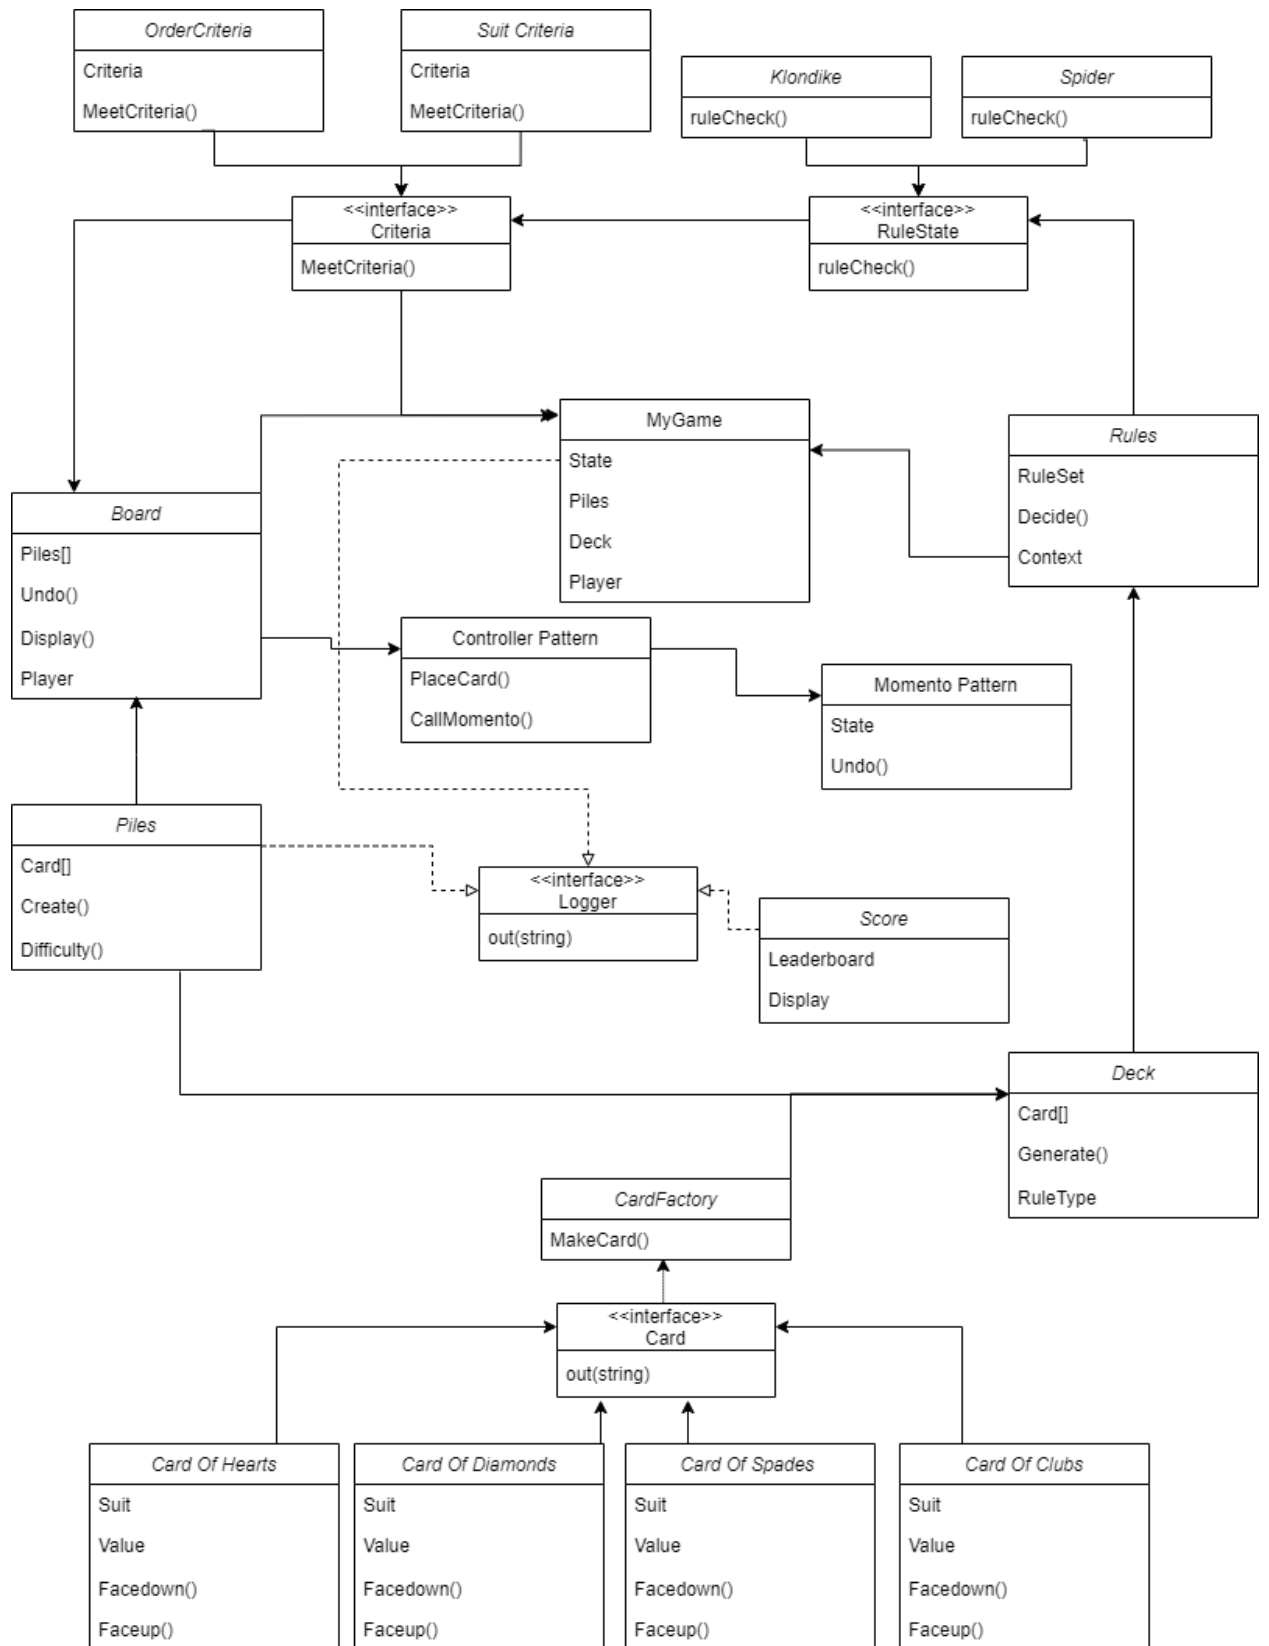 OrderCriteria
Criteria
MeetCriteria()
Suit Criteria
Criteria
MeetCriteria()
Klondike
ruleCheck()
Spider
ruleCheck()
<<interface>>
Criteria
MeetCriteria()
<<interface>>
RuleState
ruleCheck()
MyGame
State
Piles
Deck
Player
Rules
RuleSet
Decide()
Context
Board
Piles[]
Undo()
Display()
Player
Controller Pattern
PlaceCard()
CallMomento()
Momento Pattern
State
Undo()
Piles
Card[]
Create()
Difficulty()
<<interface>>
Logger
out(string)
Score
Leaderboard
Display
Deck
Card[]
Generate()
RuleType
CardFactory
MakeCard()
<<interface>>
Card
out(string)
Card Of Hearts
Suit
Value
Facedown()
Faceup()
Card Of Diamonds
Suit
Value
Facedown()
Faceup()
Card Of Spades
Suit
Value
Facedown()
Faceup()
Card Of Clubs
Suit
Value
Facedown()
Faceup()